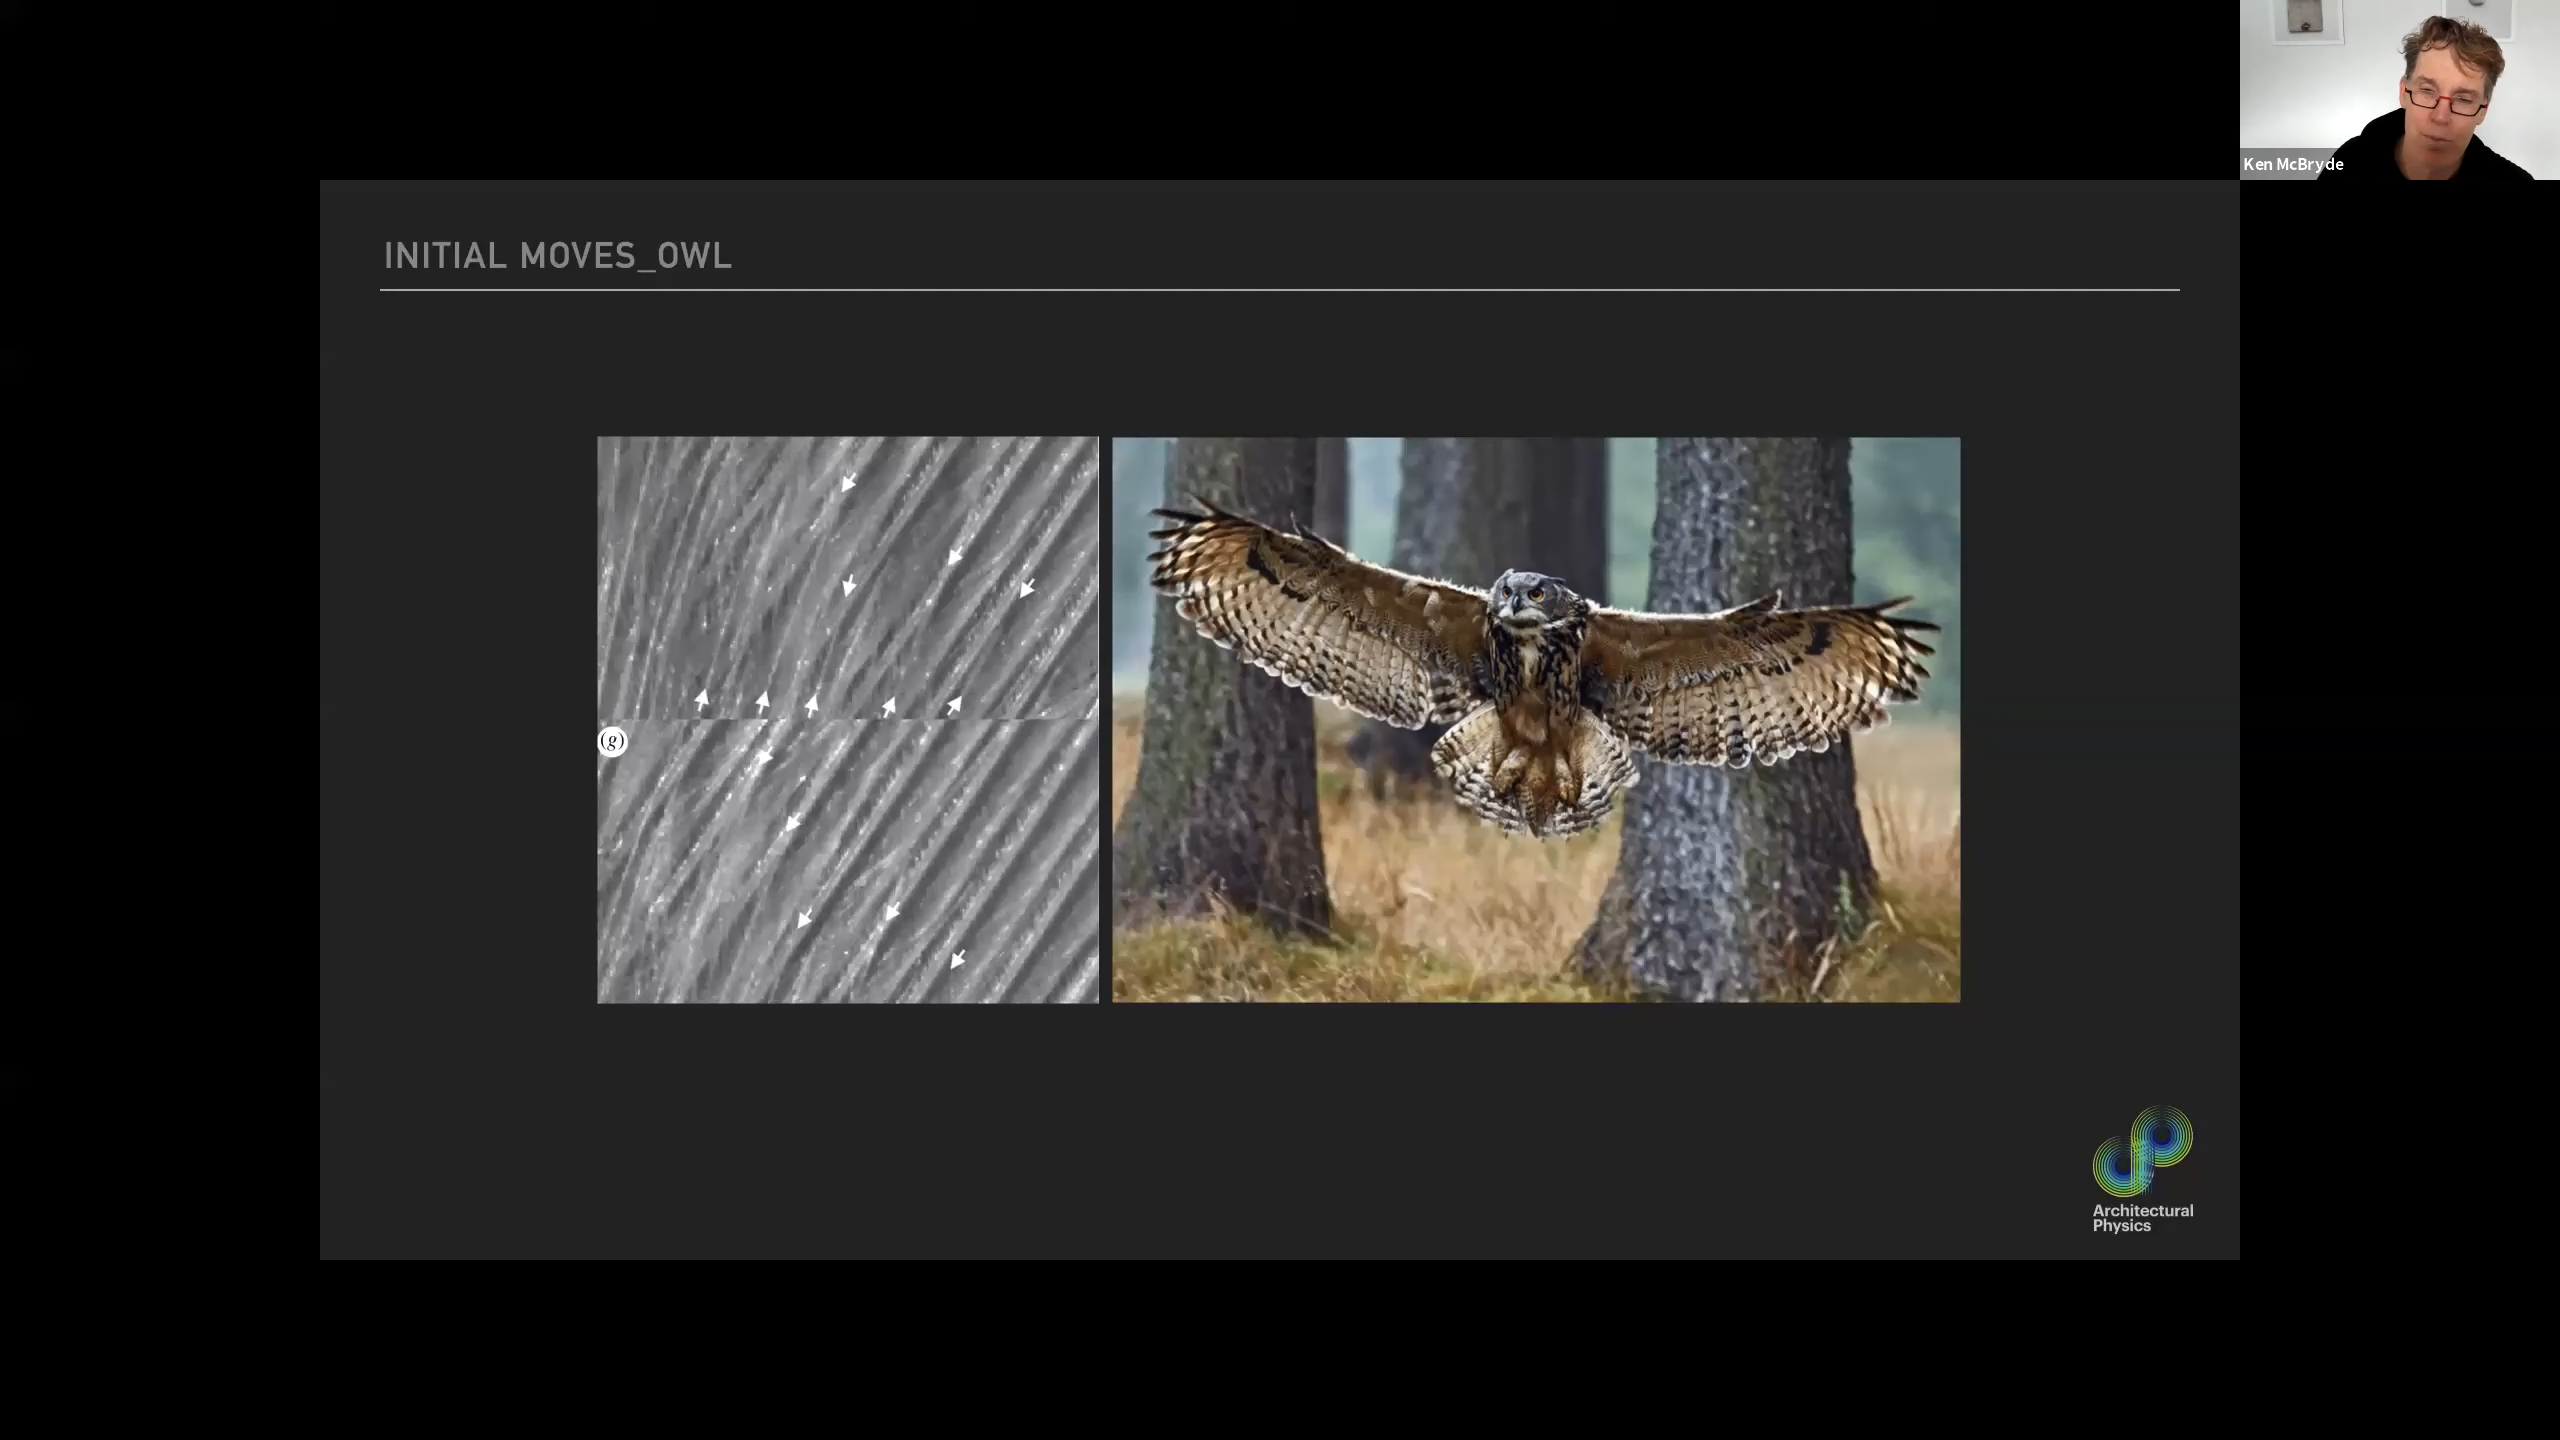 Ken McBryde
INITIAL MOVES_OWL
(g)
Architectural
Physics